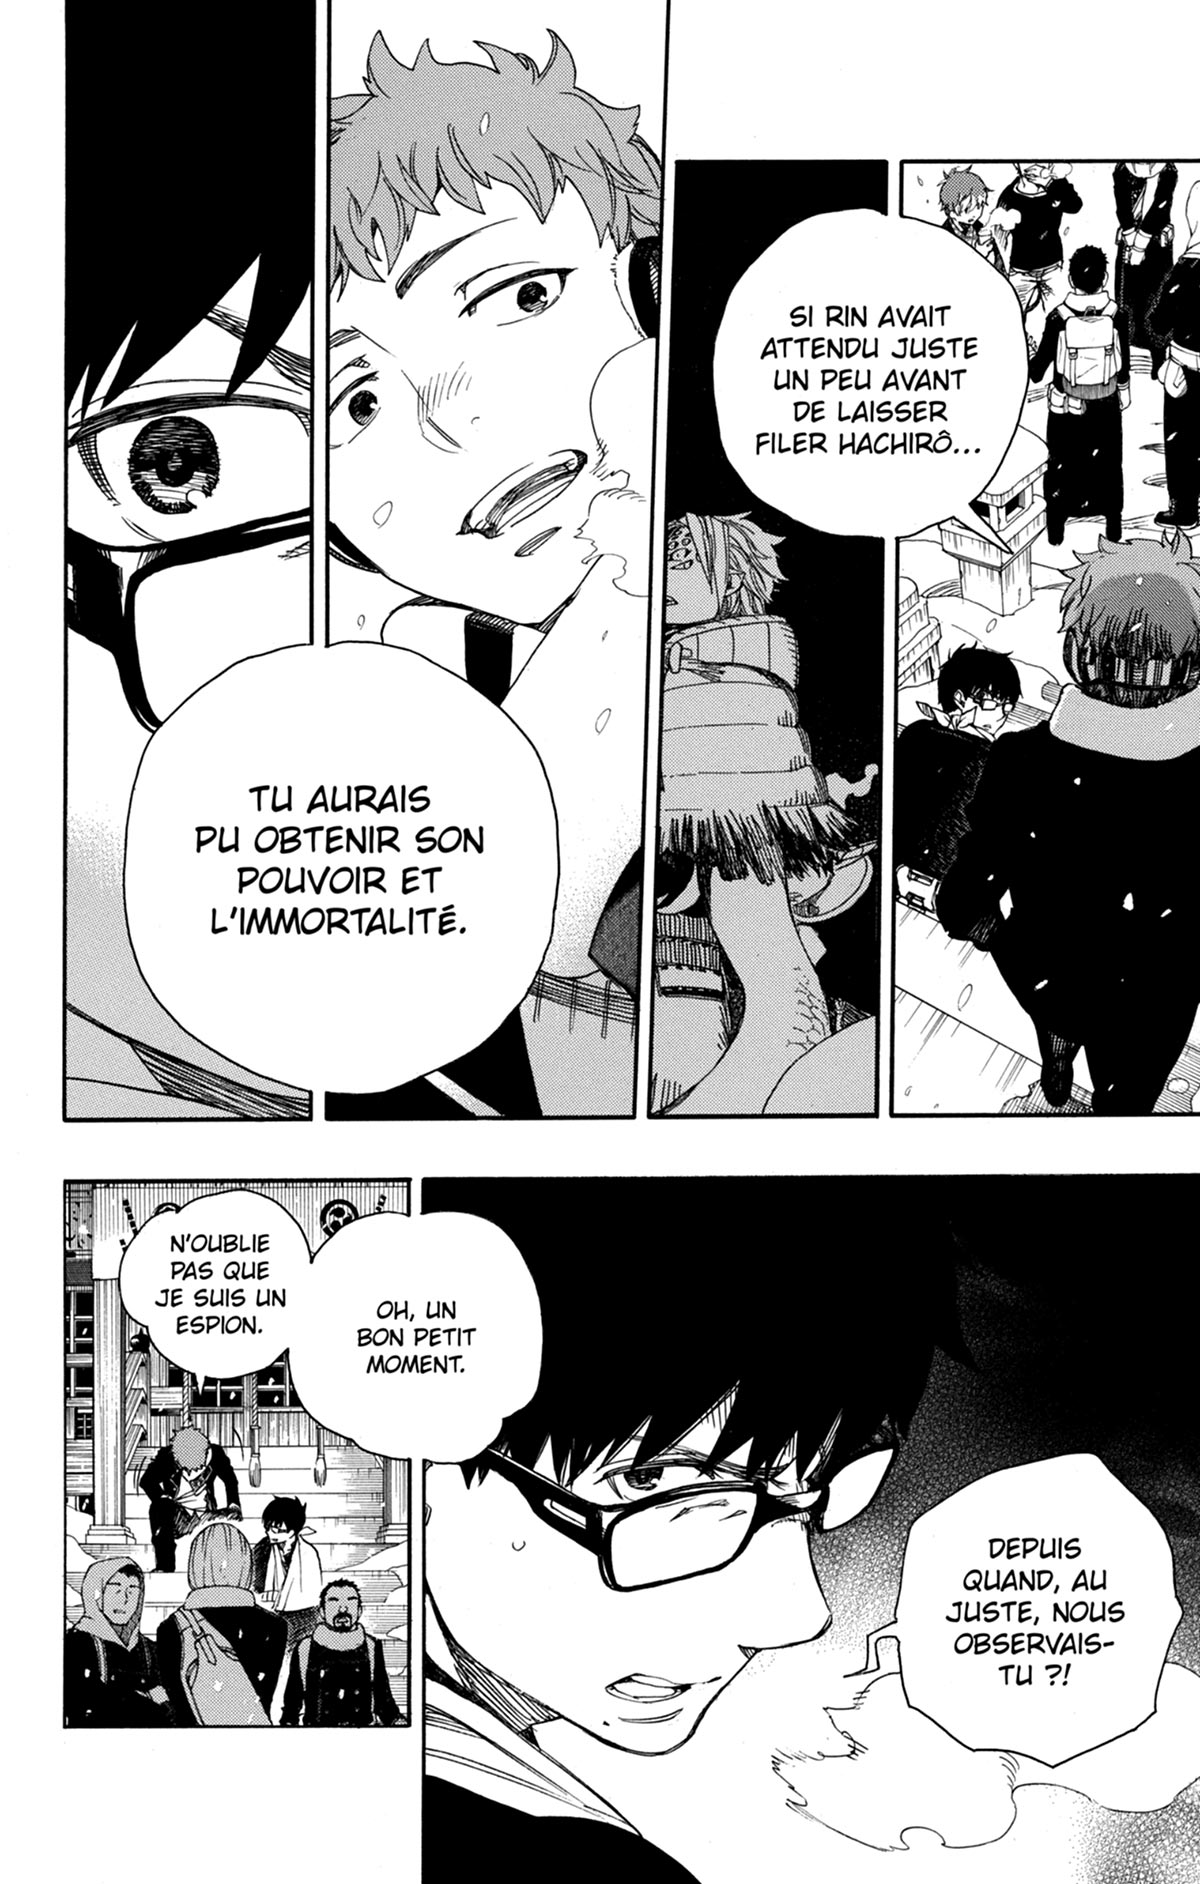 SI RIN AVAIT
ATTENDU JUSTE
UN PEU AVANT
DE LAISSER
FILER HACHIRÔ...
TU AURAIS
PU OBTENIR SON
POUVOIR ET
L'IMMORTALITÉ.
DEPUIS
QUAND, AU
JUSTE, NOUS
OBSERVAIS-
TU ?!
OH, UN
BON PETIT
MOMENT.
N'OUBLIE
PAS QUE
JE SUIS UN
ESPION.